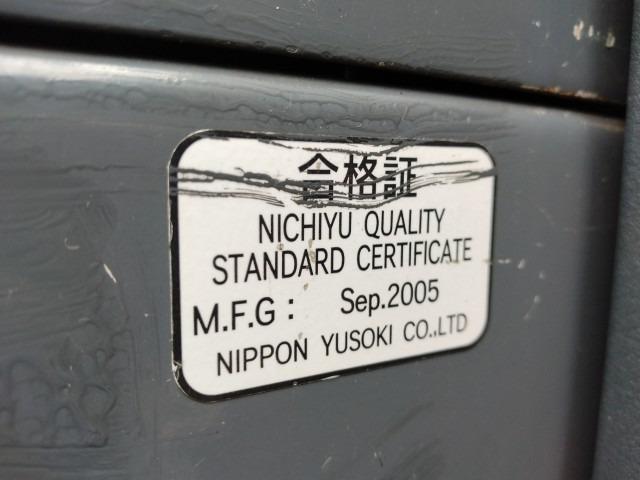 合格証
NICHIYU QUALITY
STANDARD CERTIFICATE
M.F.G : Sep.2005
NIPPON YUSOKI CO.,LTD